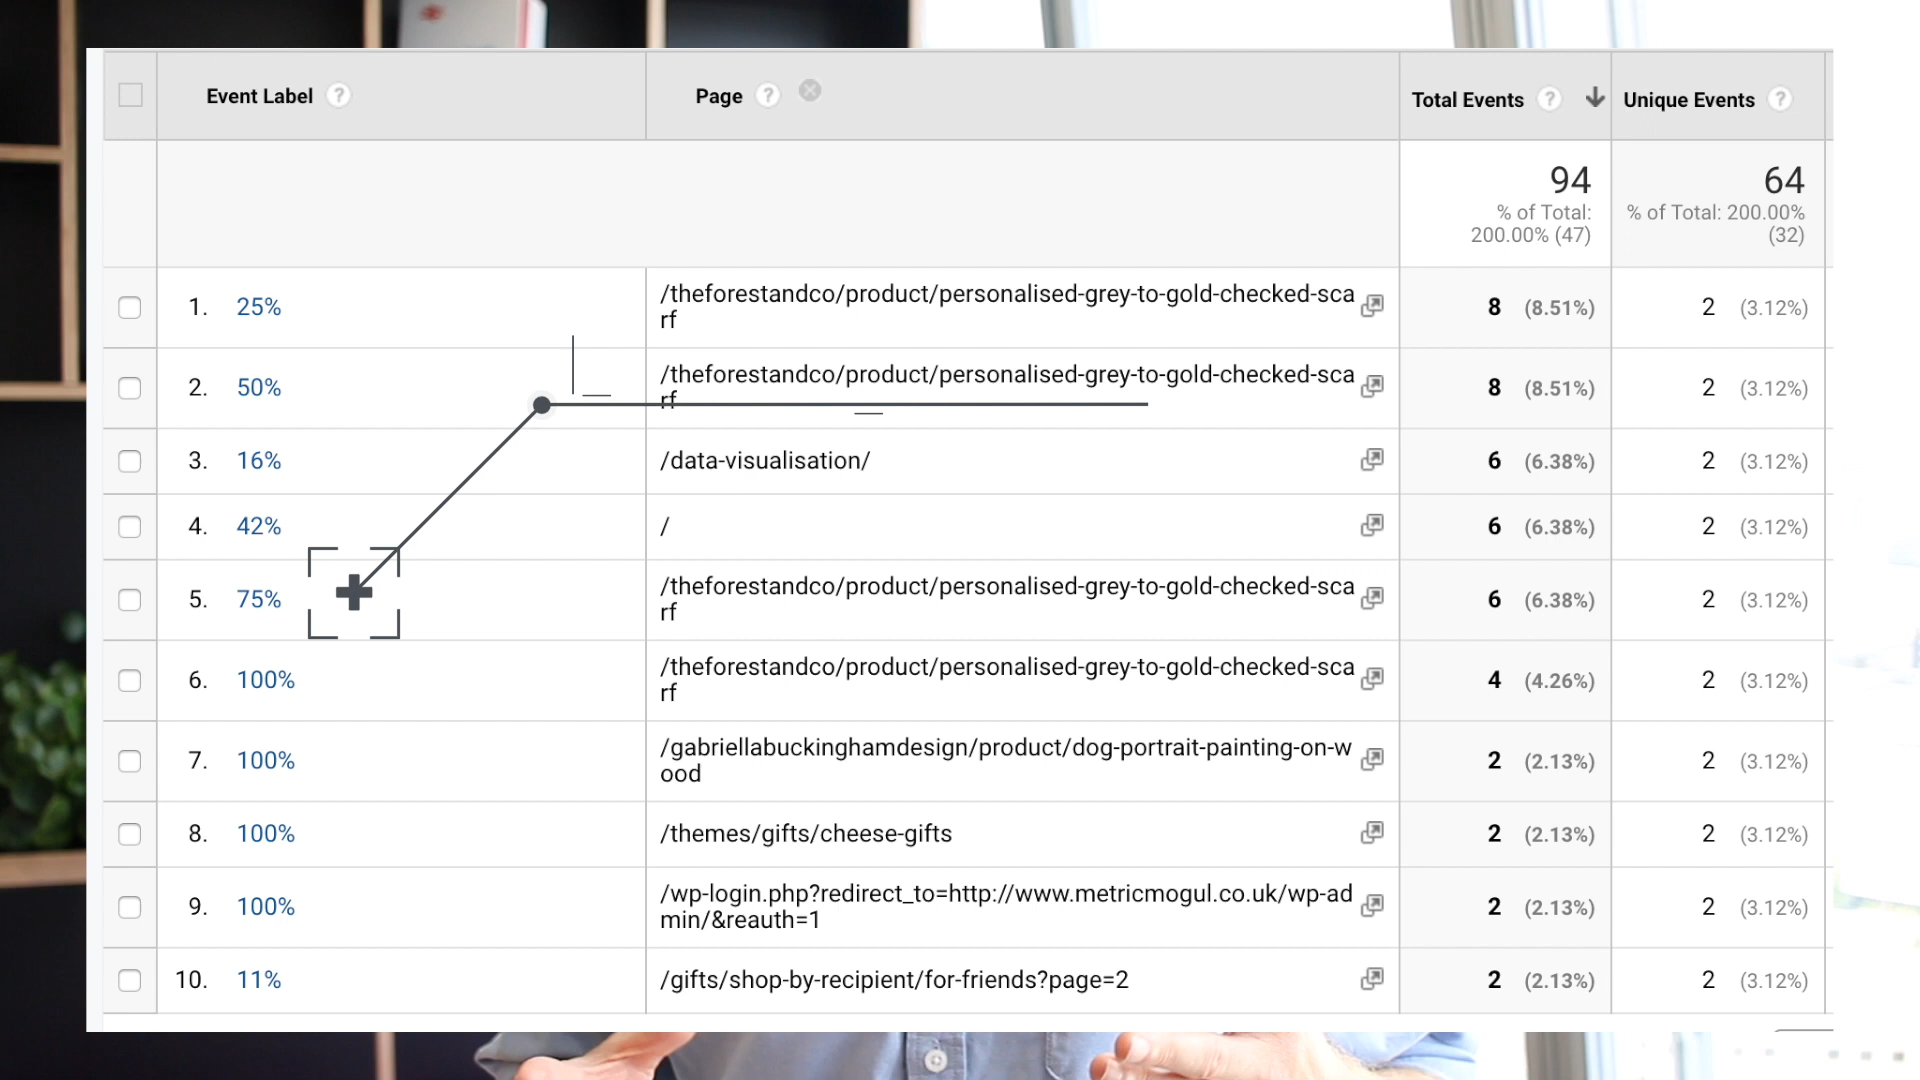 Event Label ? Page ? Total Events ? Unique Events ?
94 64
% of Total: % of Total: 200.00%
200.00% (47) (32)
1. 25% /theforestandco/product/personalised-grey-to-gold-checked-sca 8 (8.51%) 2 (3.12%)
rf
2. 50% /theforestandco/product/personalised-grey-to-gold-checked-sca 8 (8.51%) 2 (3.12%)
rf
3. 16% /data-visualisation/ 6 (6.38%) 2 (3.12%)
4. 42% / 6 (6.38%) 2 (3.12%)
5. 75% /theforestandco/product/personalised-grey-to-gold-checked-sca 6 (6.38%) 2 (3.12%)
rf
6. 100% /theforestandco/product/personalised-grey-to-gold-checked-sca 4 (4.26%) 2 (3.12%)
rf
7. 100% /gabriellabuckinghamdesign/product/dog-portrait-painting-on-w 2 (2.13%) 2 (3.12%)
ood
8. 100% /themes/gifts/cheese-gifts 2 (2.13%) 2 (3.12%)
9. 100% /wp-login.php?redirect_to=http://www.metricmogul.co.uk/wp-ad 2 (2.13%) 2 (3.12%)
min/&reauth=1
10. 11% /gifts/shop-by-recipient/for-friends?page=2 2 (2.13%) 2 (3.12%)